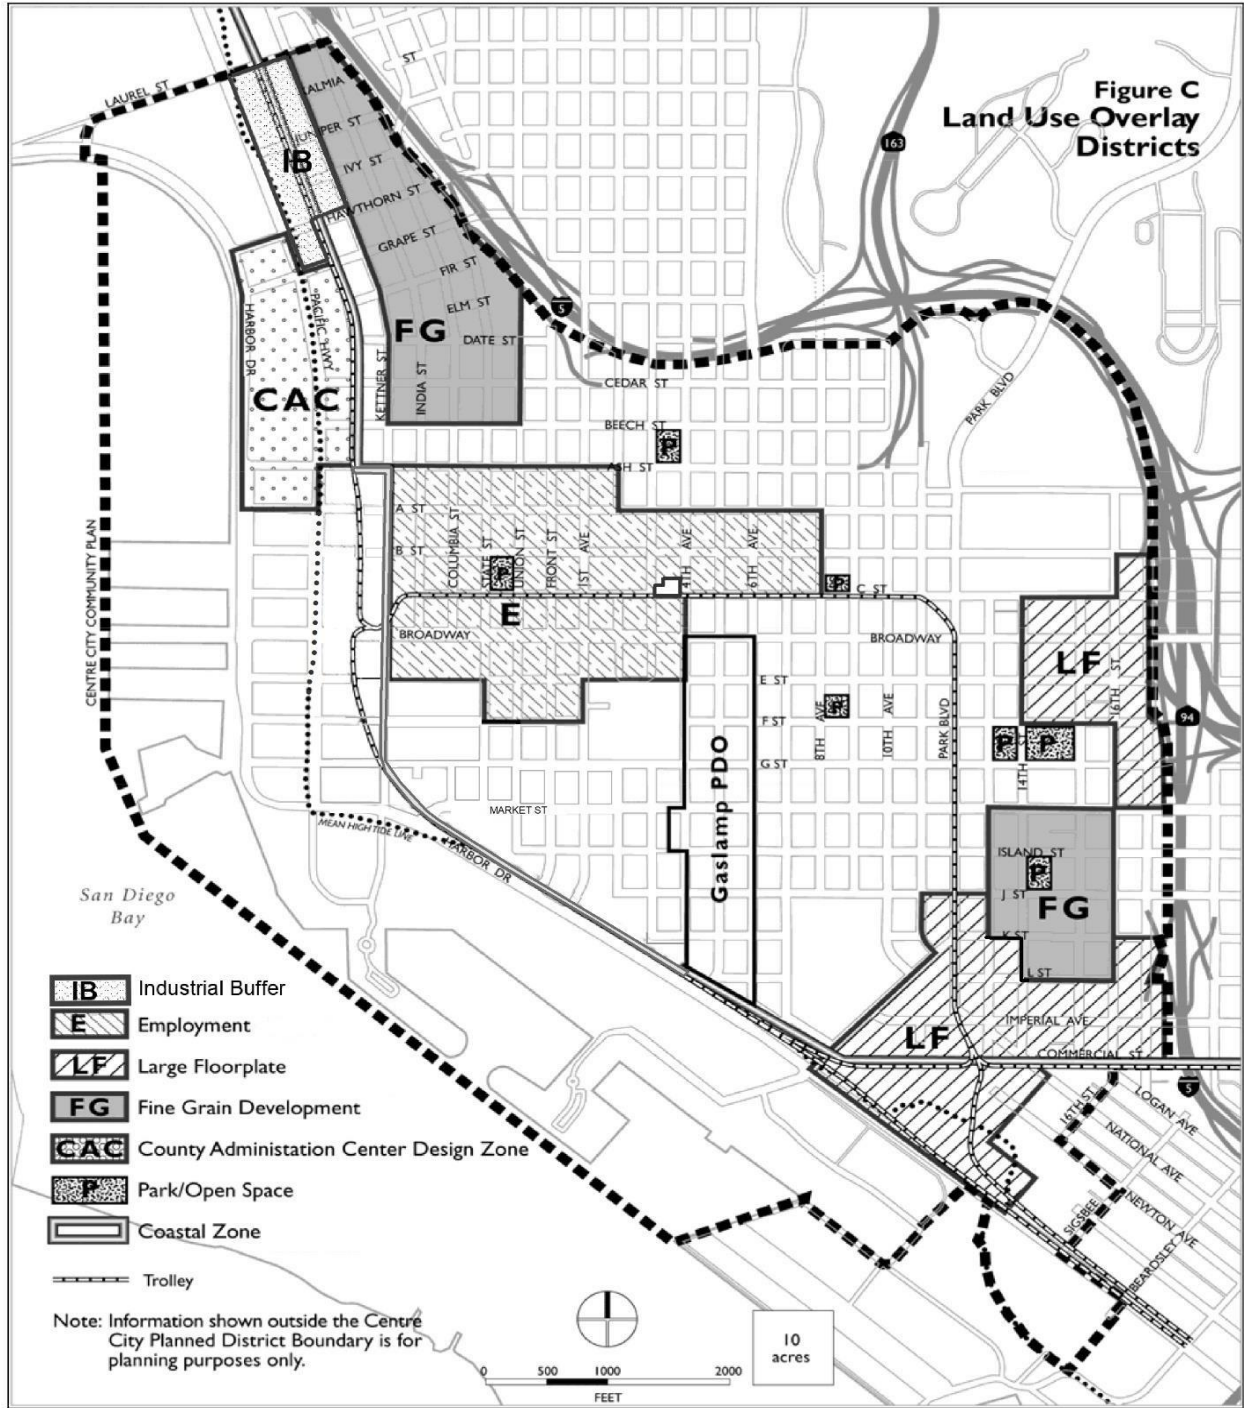 Figure C
Land Use Overlay
Districts
LAUREL ST
ST
KALMIA
JUNIPER ST
IB
IVY ST
HAWTHORN ST
GRAPE ST
FIR ST
ELM ST
FG
DATE ST
163
5
HARBOR DR
PACIFIC HWY
CAC
KETTNER ST
INDIA ST
CEDAR ST
BEECH ST
P
ASH ST
PARK BLVD
A ST
B ST
COLUMBIA ST
STATE ST
UNION ST
FRONT ST
1ST AVE
4TH AVE
6TH AVE
P
P
C ST
E
BROADWAY
BROADWAY
CENTRE CITY COMMUNITY PLAN
LF
16TH ST
E ST
F ST
G ST
8TH AVE
P
10TH AVE
PARK BLVD
P
14TH ST
P
94
Gaslamp PDO
MARKET ST
MEAN HIGH TIDE LINE
HARBOR DR
ISLAND ST
P
J ST
FG
K ST
L ST
San Diego
Bay
LF
IMPERIAL AVE
COMMERCIAL ST
5
16TH ST
LOGAN AVE
NATIONAL AVE
NEWTON AVE
SIGSBEE
BEARDSLEY
IB Industrial Buffer
E Employment
LF Large Floorplate
FG Fine Grain Development
CAC County Administation Center Design Zone
P Park/Open Space
Coastal Zone
Trolley
Note: Information shown outside the Centre
City Planned District Boundary is for
planning purposes only.
0 500 1000 2000
FEET
10
acres